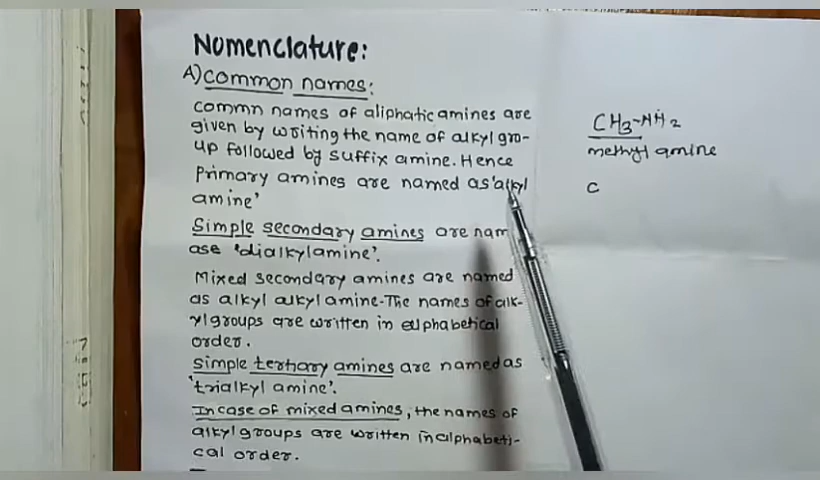 Nomenclature:
A) common names:
commn names of aliphatic amines are
given by writing the name of alkyl gro-
up followed by suffix amine. Hence
Primary amines are named as 'alkyl
amine'
Simple secondary amines are nam
ase 'dialkylamine'.
Mixed secondary amines are named
as alkyl alkyl amine-The names of alk-
yl groups are written in alphabetical
order.
Simple tertiary amines are named as
'trialkyl amine'.
In case of mixed amines, the names of
alkyl groups are written in alphabeti-
cal order.
CH3-NH2
methyl amine
C